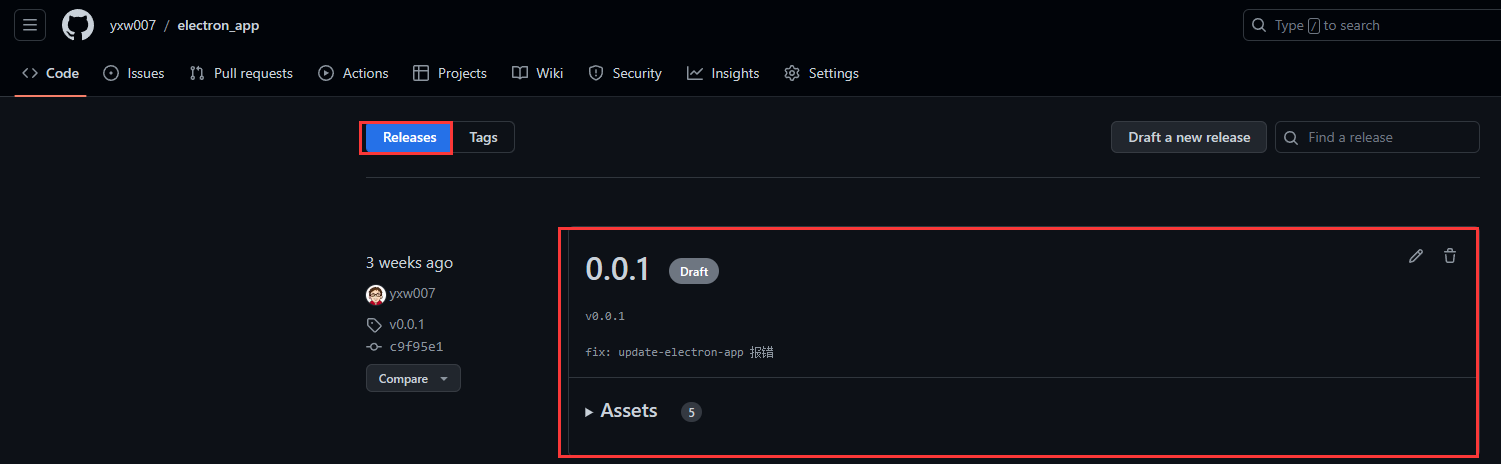 yxw007 / electron_app
Type / to search
Code Issues Pull requests Actions Projects Wiki Security Insights Settings
Releases Tags
Draft a new release
Find a release
3 weeks ago
yxw007
v0.0.1
c9f95e1
Compare
0.0.1 Draft
v0.0.1
fix: update-electron-app 报错
Assets 5